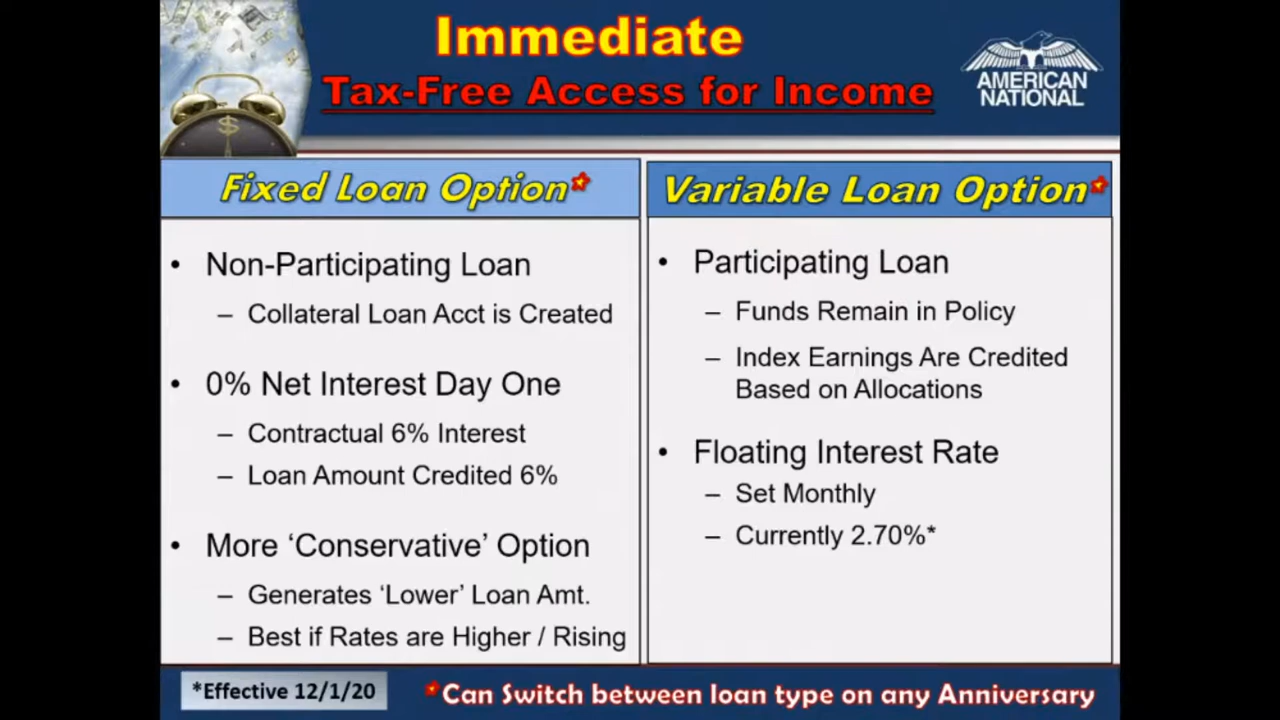 Immediate
Tax-Free Access for Income
AMERICAN
NATIONAL
$
Fixed Loan Option*
• Non-Participating Loan
– Collateral Loan Acct is Created
• 0% Net Interest Day One
– Contractual 6% Interest
– Loan Amount Credited 6%
• More ‘Conservative’ Option
– Generates ‘Lower’ Loan Amt.
– Best if Rates are Higher / Rising
Variable Loan Option*
• Participating Loan
– Funds Remain in Policy
– Index Earnings Are Credited
Based on Allocations
• Floating Interest Rate
– Set Monthly
– Currently 2.70%*
*Effective 12/1/20
*Can Switch between loan type on any Anniversary